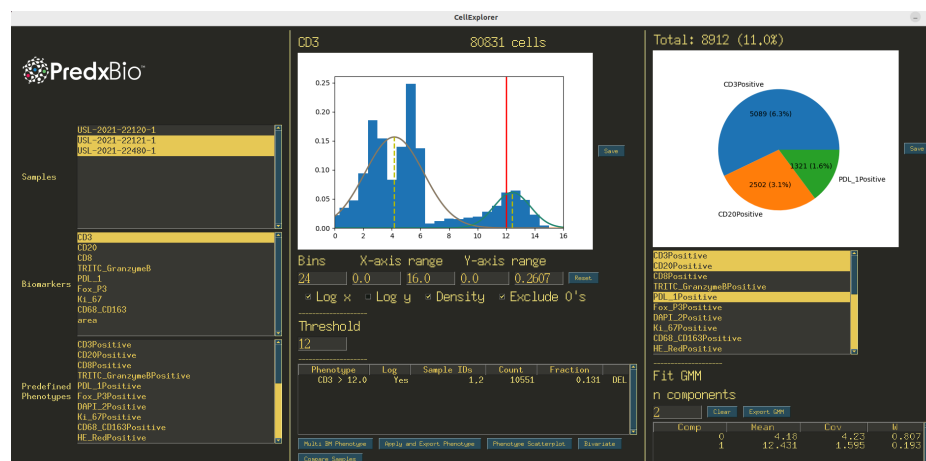 CellExplorer
PredxBio™
Samples
USL-2021-22120-1
USL-2021-22121-1
USL-2021-22480-1
Biomarkers
CD3
CD20
CD8
TRITC_GranzymeB
PDL_1
Fox_P3
Ki_67
CD68_CD163
area
Predefined
Phenotypes
CD3Positive
CD20Positive
CD8Positive
TRITC_GranzymeBPositive
PDL_1Positive
Fox_P3Positive
DAPI_2Positive
Ki_67Positive
CD68_CD163Positive
HE_RedPositive
CD3 80831 cells
0.25
0.20
0.15
0.10
0.05
0.00
0 2 4 6 8 10 12 14 16
Save
Bins X-axis range Y-axis range
24 0.0 16.0 0.0 0.2607 Reset
Log x Log y Density Exclude 0's
Threshold
12
Phenotype Log Sample IDs Count Fraction
CD3 > 12.0 Yes 1,2 10551 0.131 DEL
Multi BM Phenotype Apply and Export Phenotype Phenotype Scatterplot Bivariate
Compare Samples
Total: 8912 (11.0%)
CD3Positive
5089 (6.3%)
1321 (1.6%)
PDL_1Positive
2502 (3.1%)
CD20Positive
Save
CD3Positive
CD20Positive
CD8Positive
TRITC_GranzymeBPositive
PDL_1Positive
Fox_P3Positive
DAPI_2Positive
Ki_67Positive
CD68_CD163Positive
HE_RedPositive
Fit GMM
n components
2 Clear Export GMM
Comp Mean Cov W
0 4.18 4.23 0.807
1 12.431 1.595 0.193